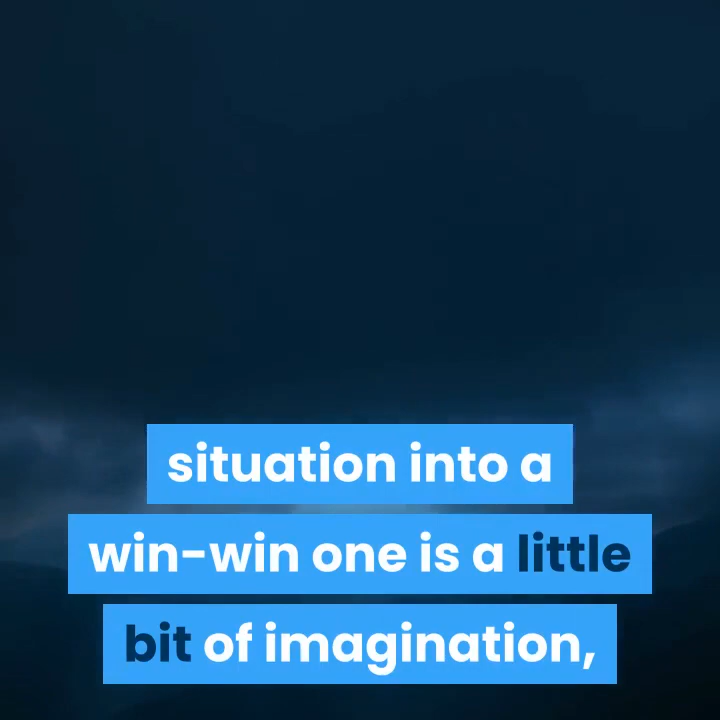 situation into a
win-win one is a little
bit of imagination,